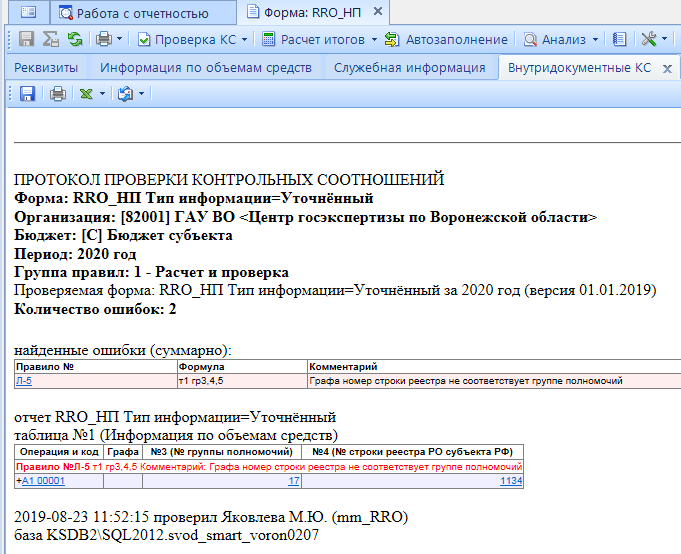 Работа с отчетностью
Форма: RRO_НП
Проверка КС
Расчет итогов
Автозаполнение
Анализ
Реквизиты
Информация по объемам средств
Служебная информация
Внутридокументные КС
ПРОТОКОЛ ПРОВЕРКИ КОНТРОЛЬНЫХ СООТНОШЕНИЙ
Форма: RRO_НП Тип информации=Уточнённый
Организация: [82001] ГАУ ВО <Центр госэкспертизы по Воронежской области>
Бюджет: [C] Бюджет субъекта
Период: 2020 год
Группа правил: 1 - Расчет и проверка
Проверяемая форма: RRO_НП Тип информации=Уточнённый за 2020 год (версия 01.01.2019)
Количество ошибок: 2
найденные ошибки (суммарно):
Правило № Формула Комментарий
Л-5 т1 гр3,4,5 Графа номер строки реестра не соответствует группе полномочий
отчет RRO_НП Тип информации=Уточнённый
таблица №1 (Информация по объемам средств)
Операция и код Графа №3 (№ группы полномочий) №4 (№ строки реестра РО субъекта РФ)
Правило №Л-5 т1 гр3,4,5 Комментарий: Графа номер строки реестра не соответствует группе полномочий
+А1 00001 17 1134
2019-08-23 11:52:15 проверил Яковлева М.Ю. (mm_RRO)
база KSDB2\SQL2012.svod_smart_voron0207